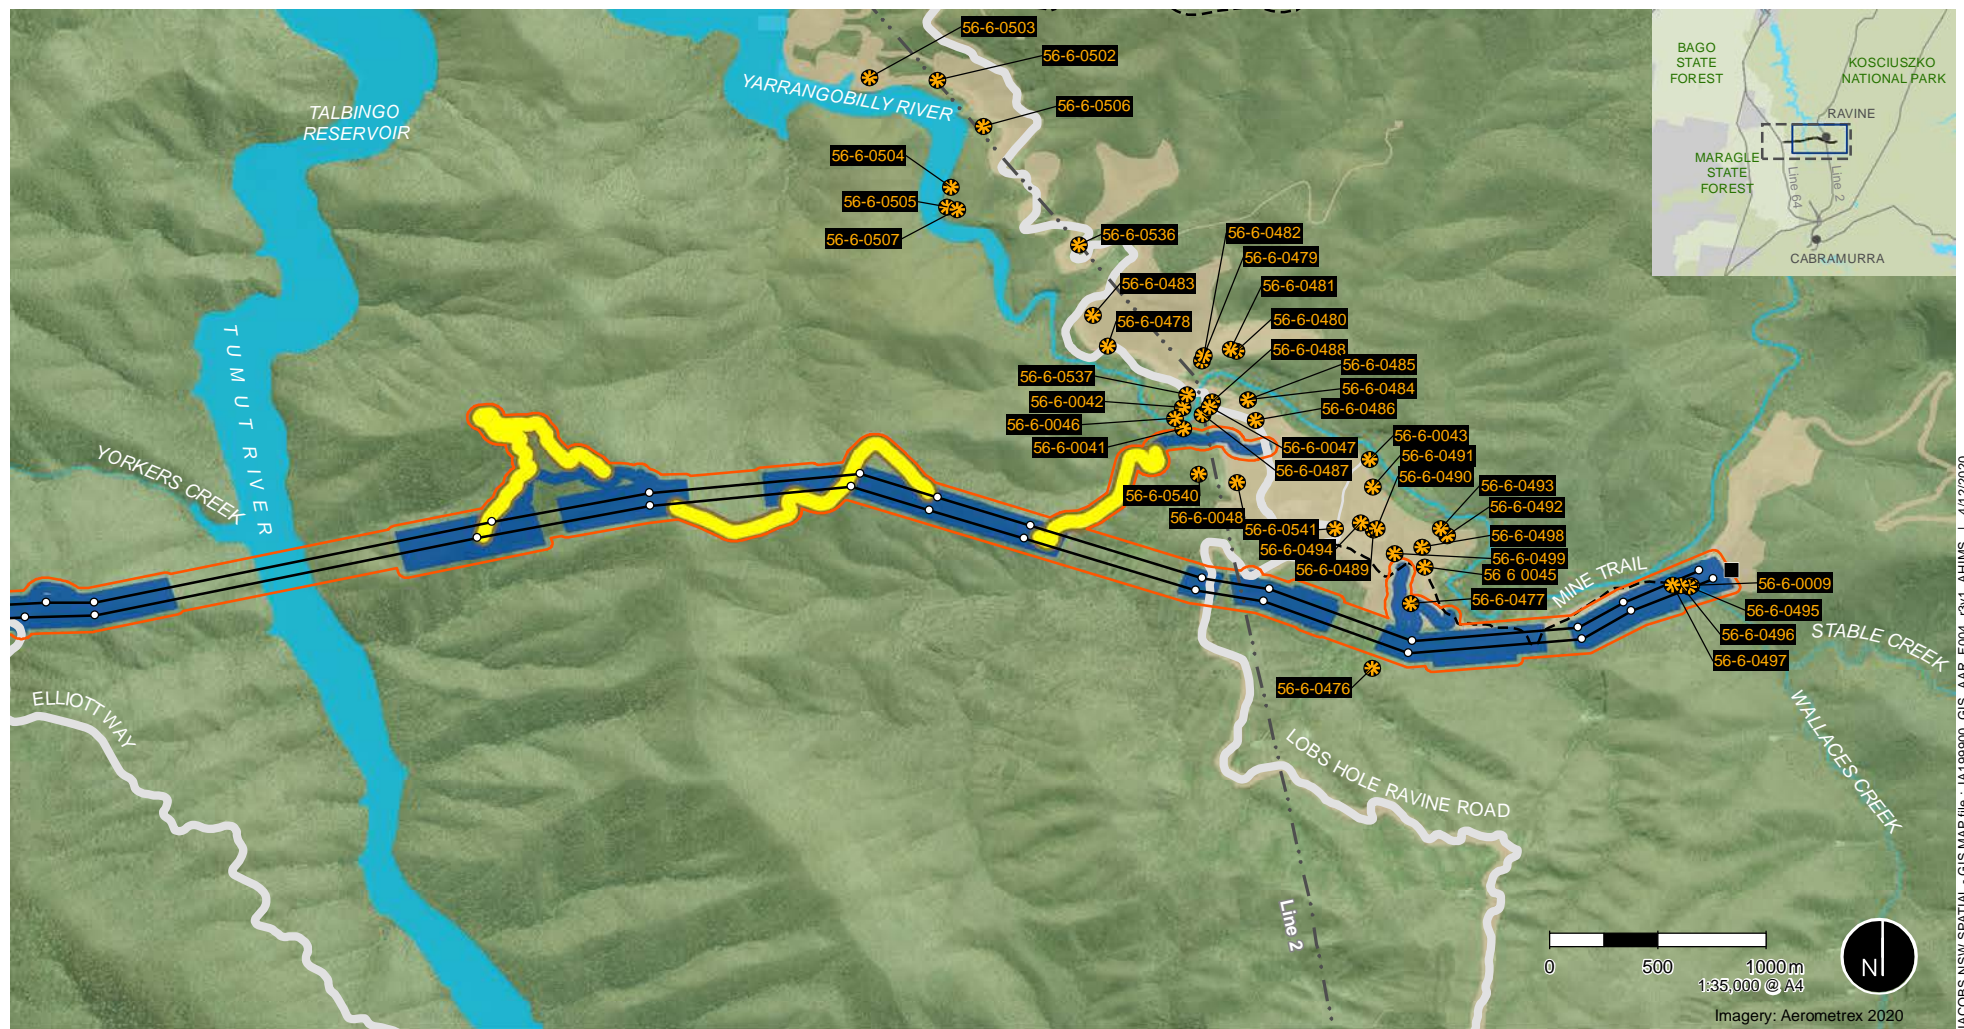 56-6-0503
56-6-0502
BAGO
STATE
FOREST
KOSCIUSZKO
NATIONAL PARK
YARRANGOBILLY RIVER
TALBINGO
RESERVOIR
56-6-0506
RAVINE
56-6-0504
MARAGLE
STATE
FOREST
Line 64
Line 2
56-6-0505
56-6-0507
56-6-0536
56-6-0482
56-6-0479
CABRAMURRA
56-6-0483
56-6-0481
56-6-0478
56-6-0480
56-6-0488
56-6-0485
56-6-0537
56-6-0484
56-6-0042
56-6-0486
56-6-0046
56-6-0043
56-6-0041
56-6-0047
56-6-0491
56-6-0487
56-6-0490
TUMUT RIVER
YORKERS CREEK
56-6-0540
56-6-0493
56-6-0492
56-6-0048
56-6-0541
56-6-0498
56-6-0494
56-6-0499
56-6-0489
56 6 0045
MINE TRAIL
56-6-0009
56-6-0477
56-6-0495
56-6-0496
STABLE CREEK
56-6-0497
56-6-0476
ELLIOTT WAY
WALLACES CREEK
LOBS HOLE RAVINE ROAD
Line 2
0 500 1000m
1:35,000 @ A4
N
Imagery: Aerometrex 2020